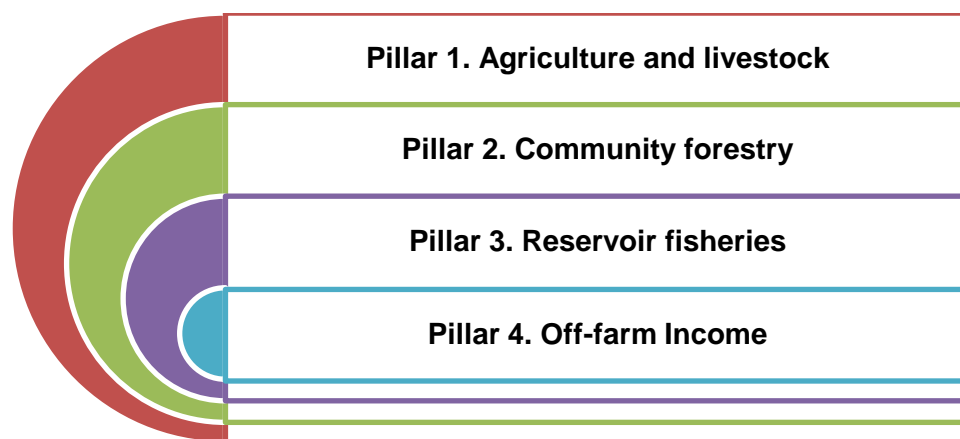 Pillar 1. Agriculture and livestock
Pillar 2. Community forestry
Pillar 3. Reservoir fisheries
Pillar 4. Off-farm Income